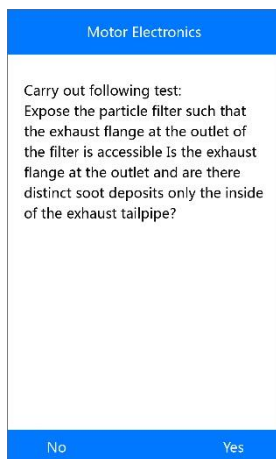 Motor Electronics
Carry out following test:
Expose the particle filter such that
the exhaust flange at the outlet of
the filter is accessible Is the exhaust
flange at the outlet and are there
distinct soot deposits only the inside
of the exhaust tailpipe?
No Yes